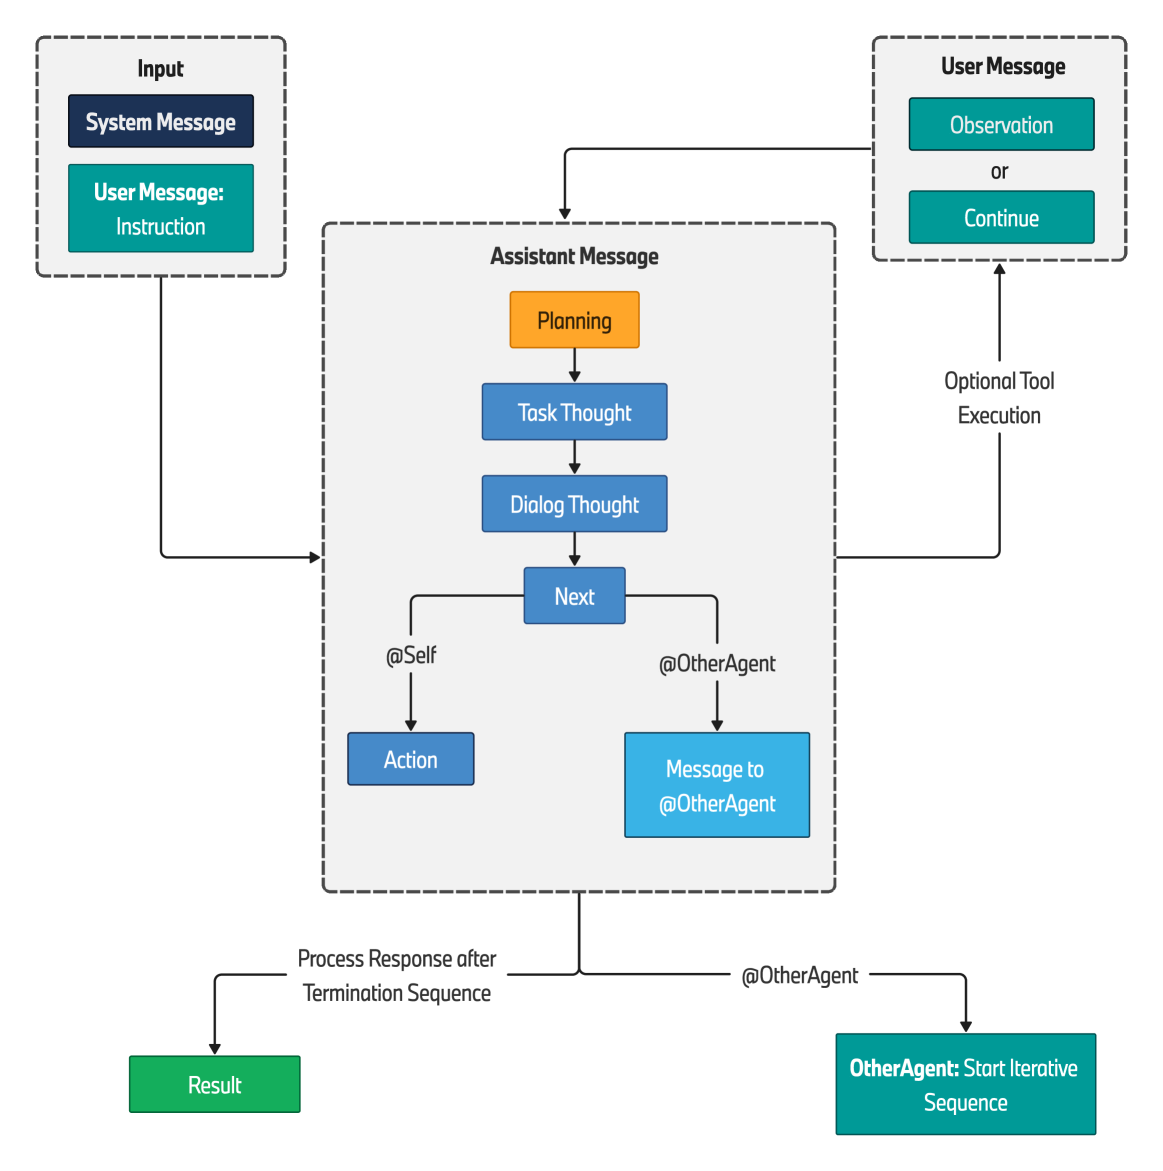 Input
System Message
User Message:
Instruction
User Message
Observation
or
Continue
Optional Tool
Execution
Assistant Message
Planning
Task Thought
Dialog Thought
Next
@Self
@OtherAgent
Action
Message to
@OtherAgent
Process Response after
Termination Sequence
@OtherAgent
Result
OtherAgent: Start Iterative
Sequence